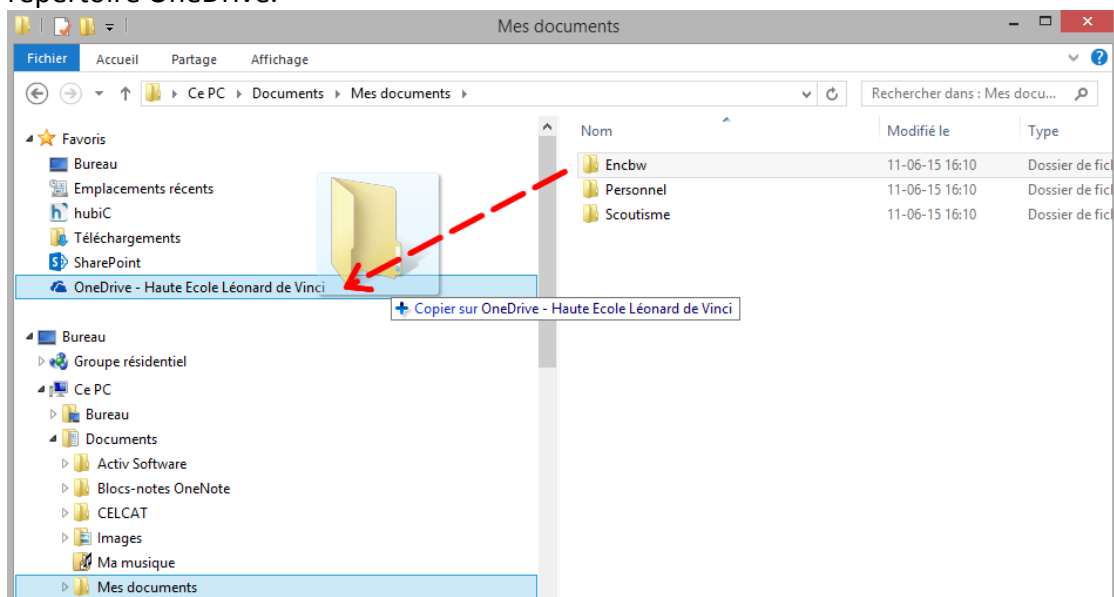 répertoire OneDrive.
Mes documents
Fichier Accueil Partage Affichage
Ce PC Documents Mes documents
Rechercher dans : Mes docu...
Nom Modifié le Type
Favoris
Bureau
Emplacements récents
hubiC
Téléchargements
SharePoint
OneDrive - Haute Ecole Léonard de Vinci
Encbw 11-06-15 16:10 Dossier de ficl
Personnel 11-06-15 16:10 Dossier de ficl
Scoutisme 11-06-15 16:10 Dossier de ficl
Copier sur OneDrive - Haute Ecole Léonard de Vinci
Bureau
Groupe résidentiel
Ce PC
Bureau
Documents
Activ Software
Blocs-notes OneNote
CELCAT
Images
Ma musique
Mes documents